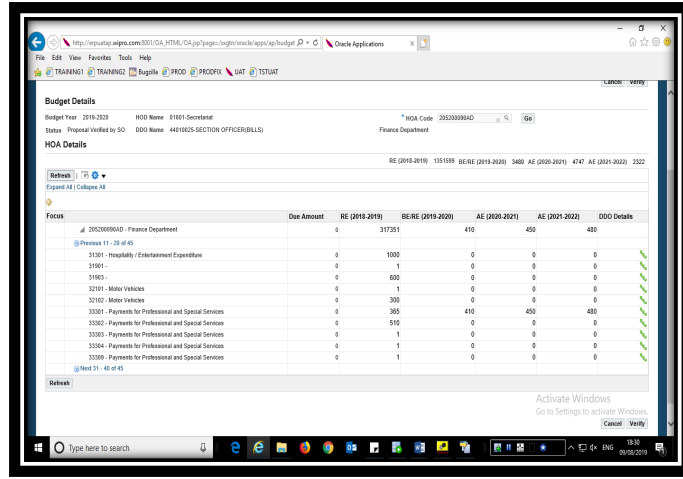 http://erpuatap.wipro.com:8001/OA_HTML/OA.jsp?page=/xxgtn/oracle/apps/ap/budget
Oracle Applications
File Edit View Favorites Tools Help
TRAINING1 TRAINING2 Bugzilla PROD PRODFIX UAT TSTUAT
Cancel Verify
Budget Details
Budget Year 2019-2020 HOD Name 01601-Secretariat * HOA Code 205200090AD Go
Status Proposal Verified by SO DDO Name 44010025-SECTION OFFICER(BILLS) Finance Department
HOA Details
RE (2018-2019) 1351599 BE/RE (2019-2020) 3480 AE (2020-2021) 4747 AE (2021-2022) 2322
Refresh
Expand All | Collapse All
Focus Due Amount RE (2018-2019) BE/RE (2019-2020) AE (2020-2021) AE (2021-2022) DDO Details
205200090AD - Finance Department 0 317351 410 450 480
Previous 11 - 20 of 45
31301 - Hospitality / Entertainment Expenditure 0 1000 0 0 0
31901 - 0 1 0 0 0
31903 - 0 600 0 0 0
32101 - Motor Vehicles 0 1 0 0 0
32102 - Motor Vehicles 0 300 0 0 0
33301 - Payments for Professional and Special Services 0 365 410 450 480
33302 - Payments for Professional and Special Services 0 510 0 0 0
33303 - Payments for Professional and Special Services 0 1 0 0 0
33304 - Payments for Professional and Special Services 0 1 0 0 0
33309 - Payments for Professional and Special Services 0 1 0 0 0
Next 31 - 40 of 45
Refresh
Activate Windows
Go to Settings to activate Windows.
Cancel Verify
Type here to search
ENG 18:30
09/08/2019